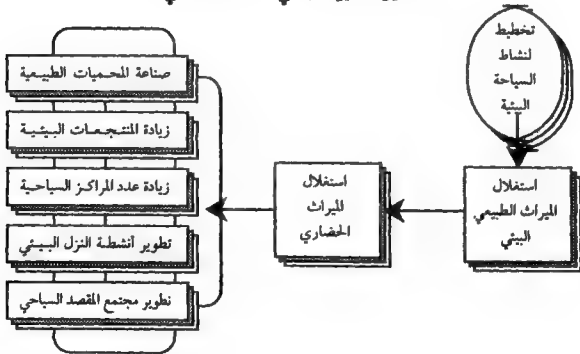 تخطيط
لنشاط
السياحة
البيئية
استغلال
الميراث الطبيعي
البيئي
استغلال
الميراث
الحضاري
صناعة المحميات الطبيعية
زيادة المنتجعات البيئية
زيادة عدد المراكز السياحية
تطوير أنشطة النزل البيئي
تطوير مجتمع المقصد السياحي